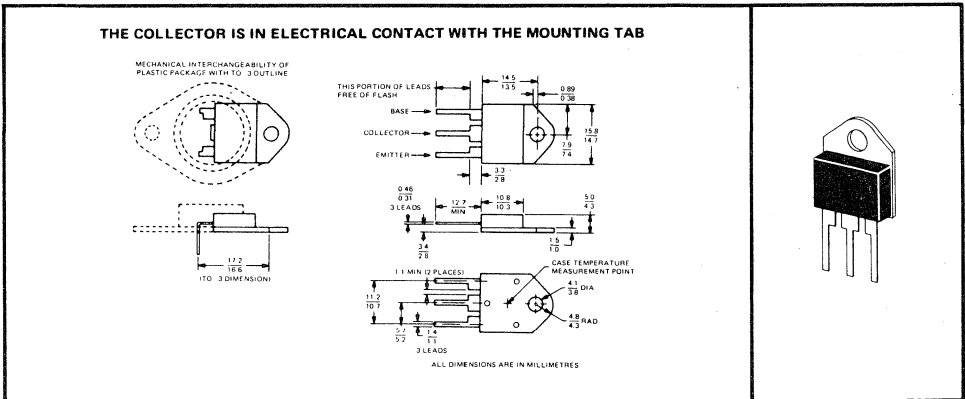 THE COLLECTOR IS IN ELECTRICAL CONTACT WITH THE MOUNTING TAB
MECHANICAL INTERCHANGEABILITY OF
PLASTIC PACKAGE WITH TO 3 OUTLINE
THIS PORTION OF LEADS
FREE OF FLASH
14.5
13.5
0.89
0.38
BASE
COLLECTOR
EMITTER
15.8
14.7
7.9
7.4
3.3
2.8
0.46
0.31
3 LEADS
12.7
MIN
10.8
10.3
5.0
4.3
3.4
2.8
1.5
1.0
17.2
16.6
(TO 3 DIMENSION)
1.1 MIN (2 PLACES)
CASE TEMPERATURE
MEASUREMENT POINT
4.1
3.8
DIA
11.2
10.7
4.8
4.3
RAD
5.7
5.2
1.4
1.1
3 LEADS
ALL DIMENSIONS ARE IN MILLIMETRES